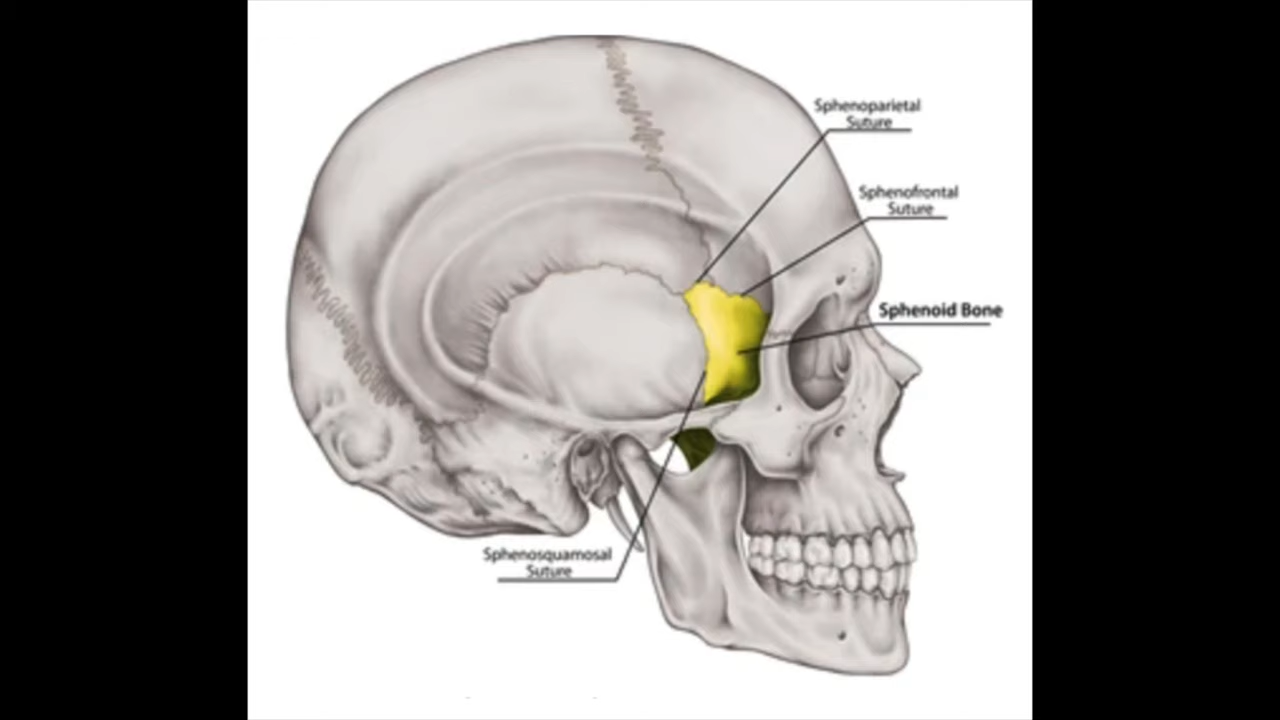 Sphenoparietal
Suture
Sphenofrontal
Suture
Sphenoid Bone
Sphenosquamosal
Suture